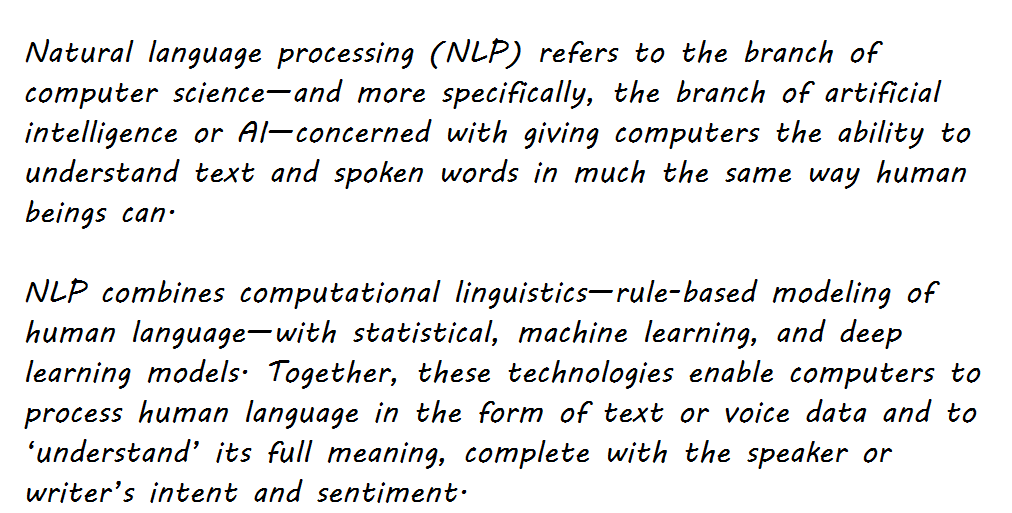 Natural language processing (NLP) refers to the branch of
computer science—and more specifically, the branch of artificial
intelligence or AI—concerned with giving computers the ability to
understand text and spoken words in much the same way human
beings can.
NLP combines computational linguistics—rule-based modeling of
human language—with statistical, machine learning, and deep
learning models. Together, these technologies enable computers to
process human language in the form of text or voice data and to
‘understand’ its full meaning, complete with the speaker or
writer’s intent and sentiment.